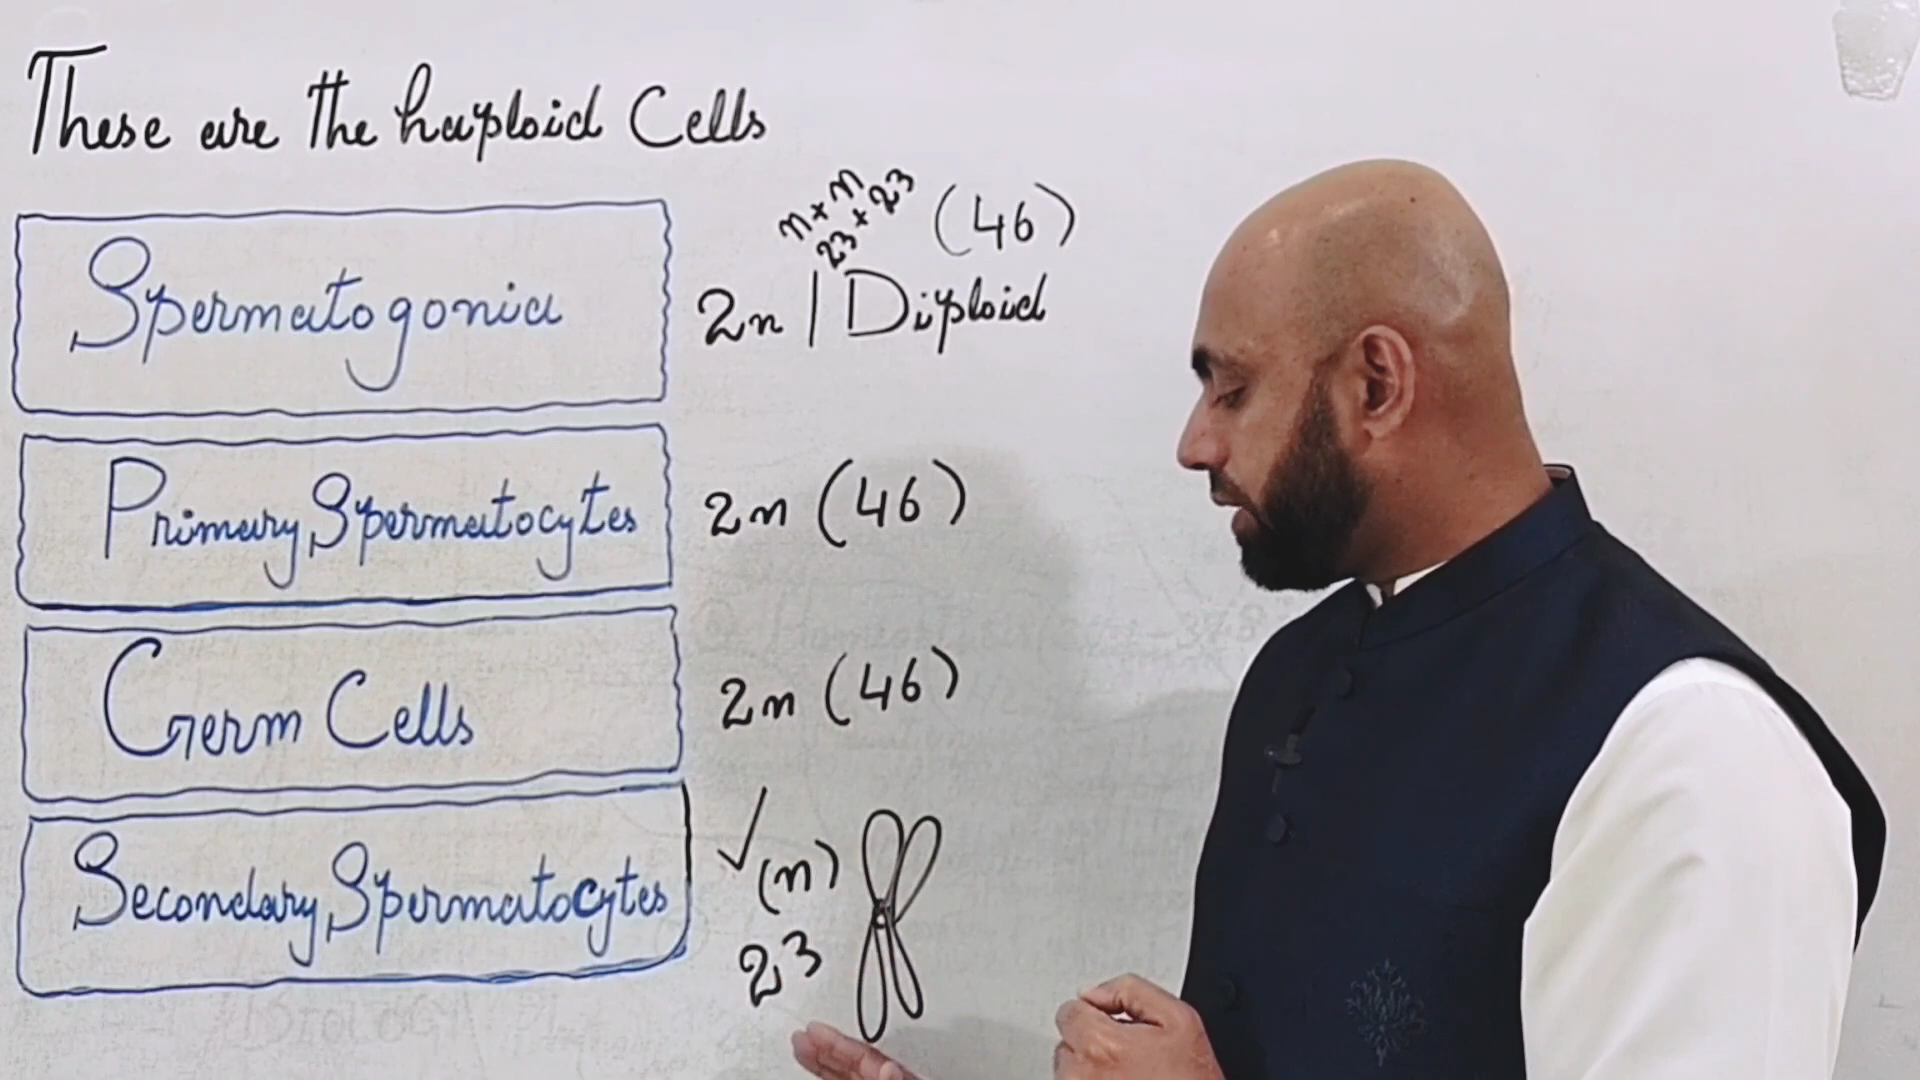 These are the haploid Cells
n + n
23 + 23
(46)
Spermatogonia
2n | Diploid
Primary Spermatocytes
2n (46)
Germ Cells
2n (46)
Secondary Spermatocytes
✓ (n)
23